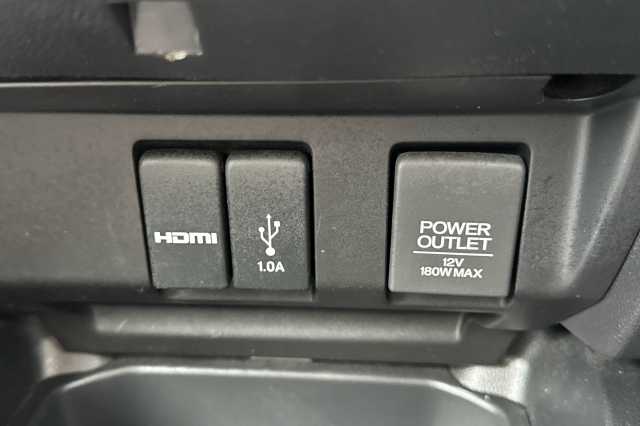 HDMI
1.0A
POWER
OUTLET
12V
180W MAX